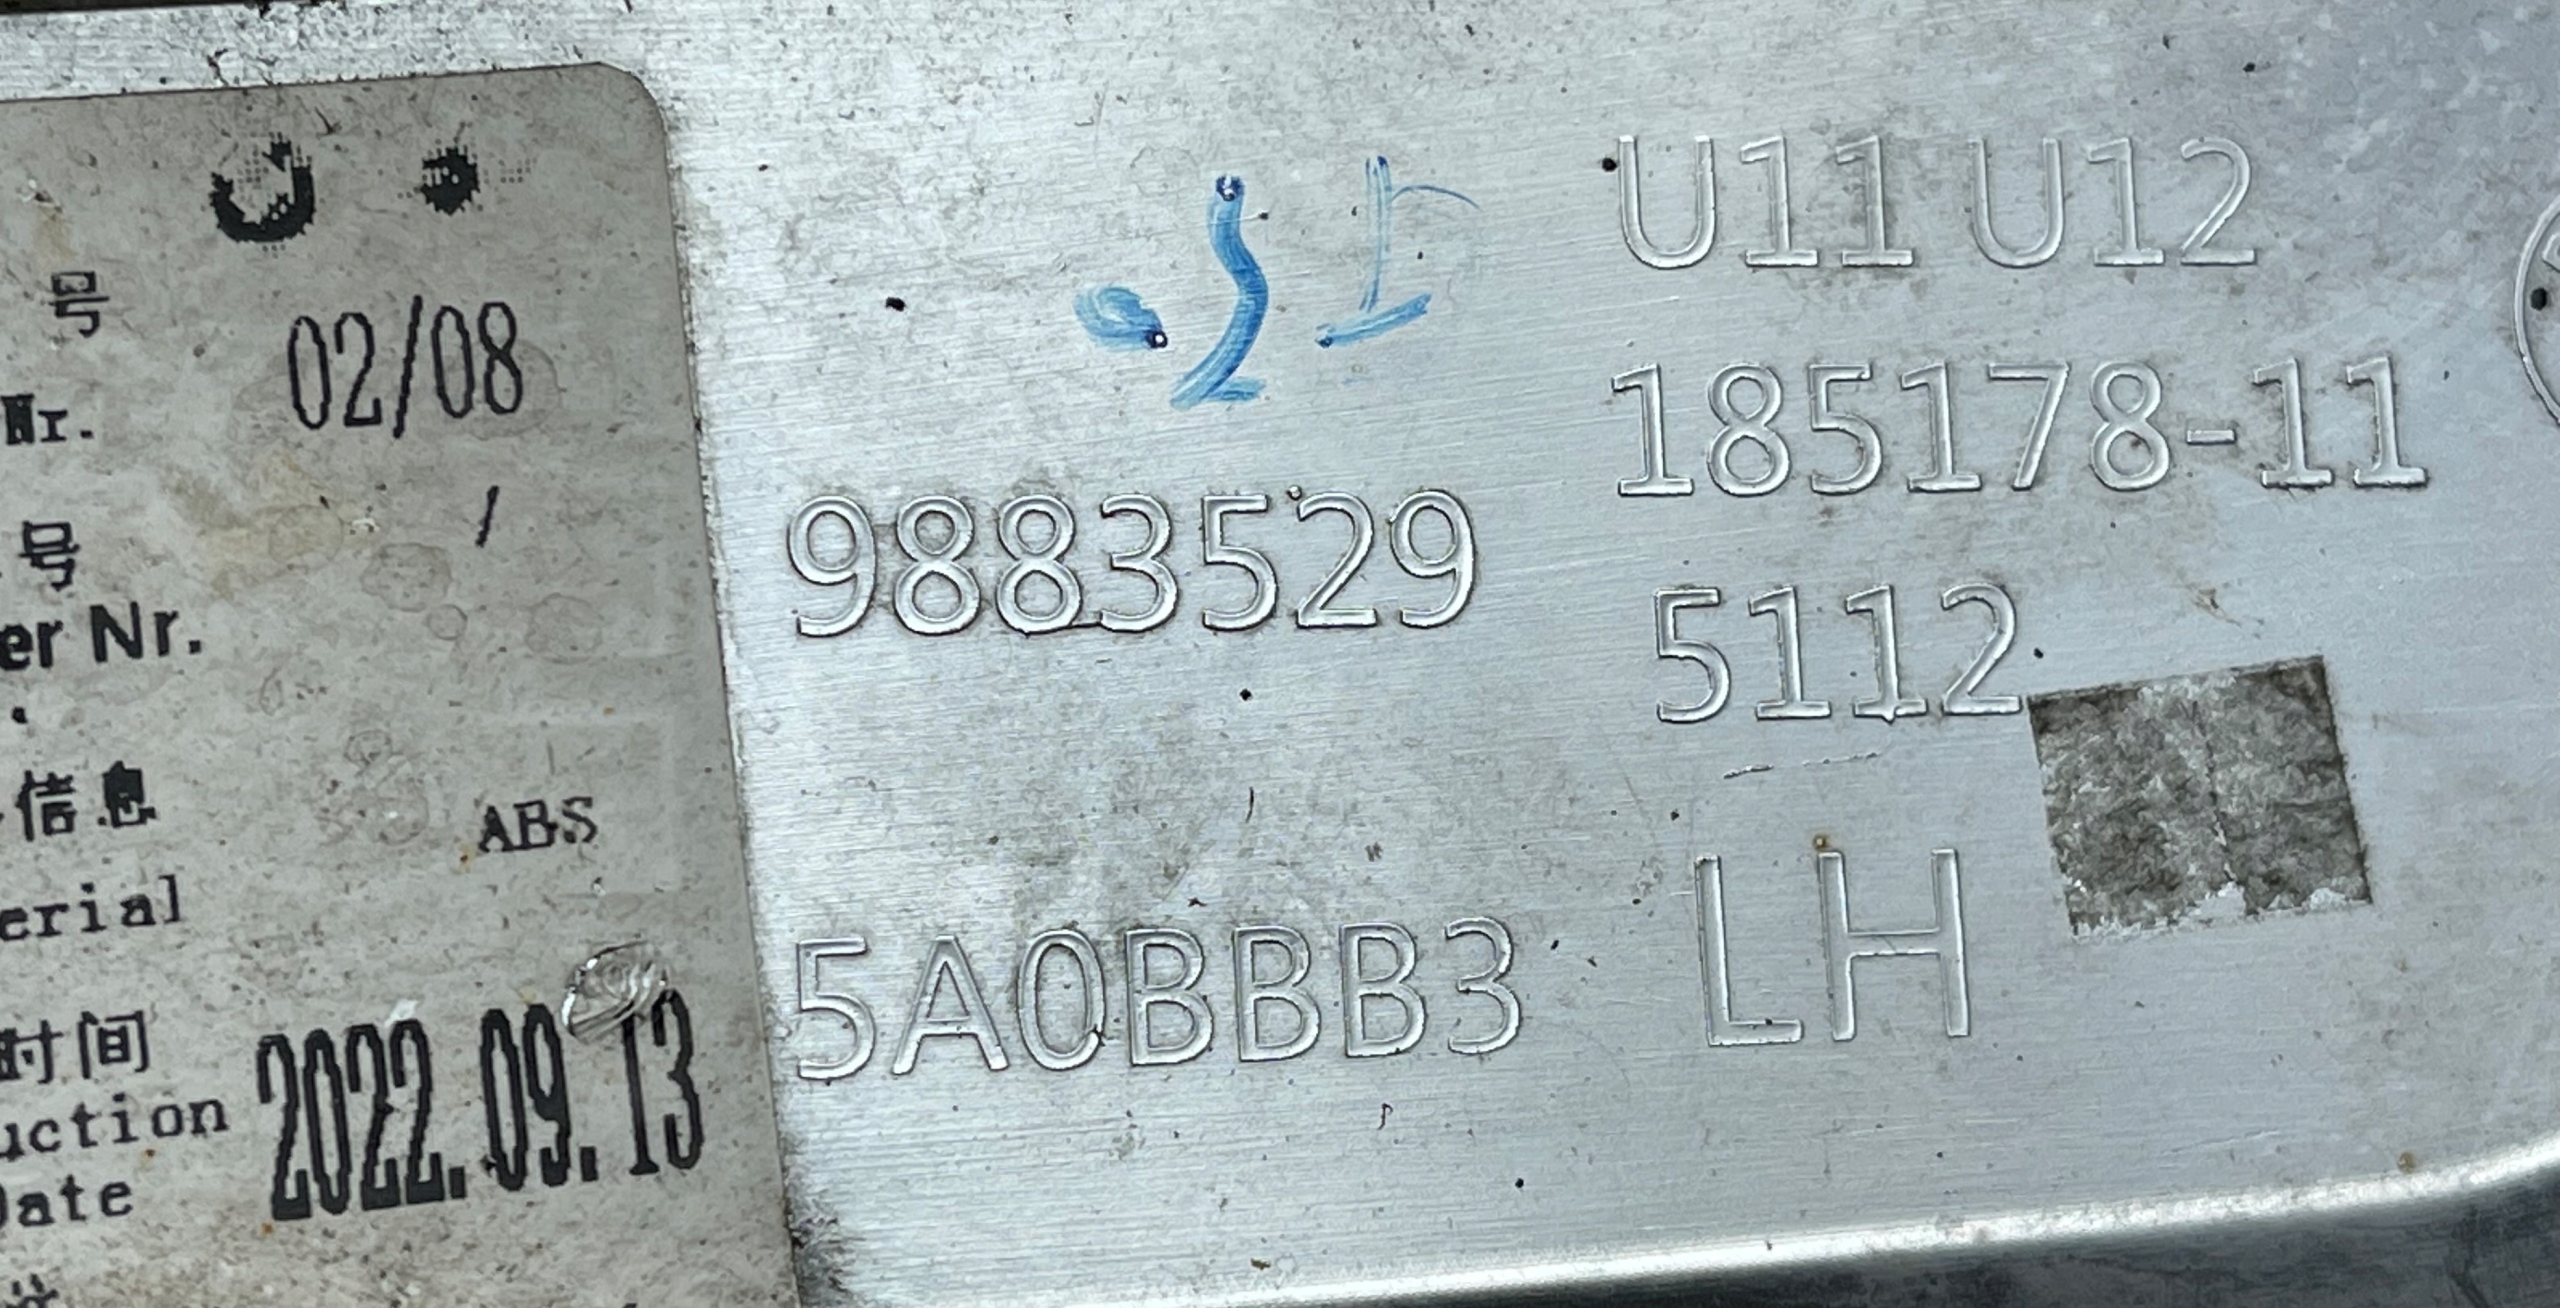 号
02/08
Nr.
号
/
er Nr.
信息
ABS
erial
时间
uction
2022.09.13
Date
U11 U12
185178-11
9883529
5112
5A0BBB3
LH